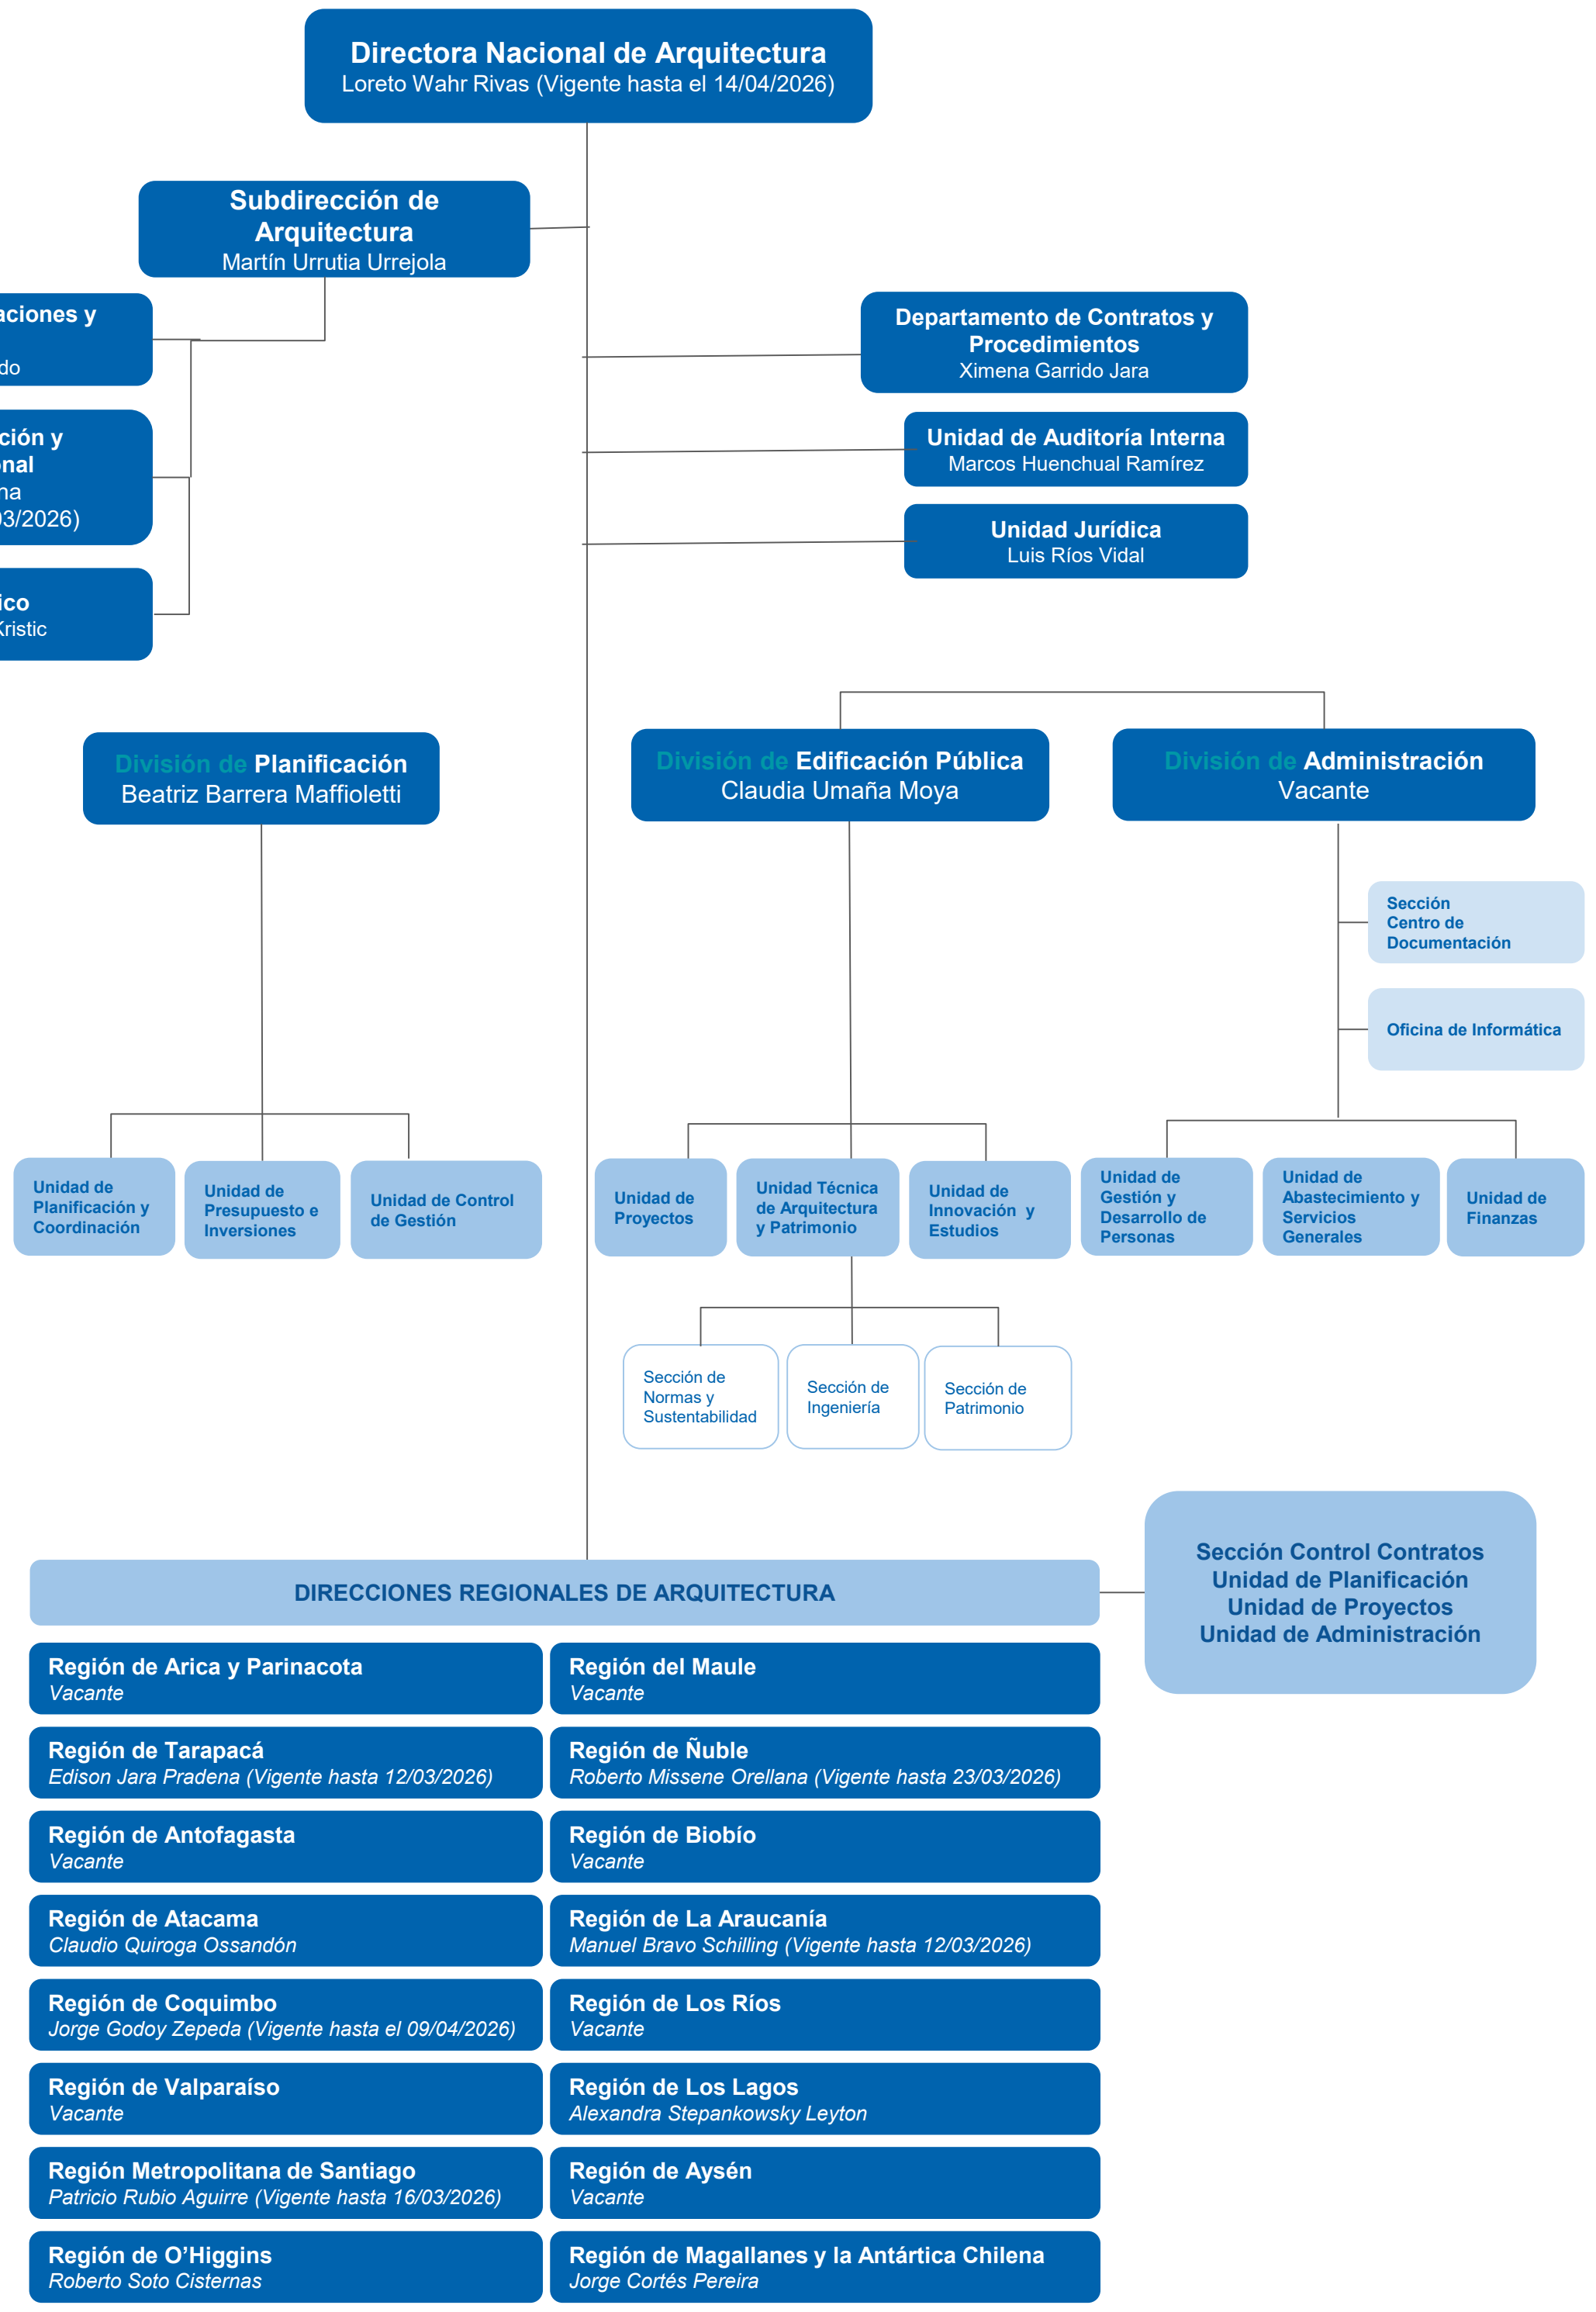 Directora Nacional de Arquitectura
Loreto Wahr Rivas (Vigente hasta el 14/04/2026)
Subdirección de
Arquitectura
Martín Urrutia Urrejola
y
ción y
03/2026)
Kristic
Departamento de Contratos y
Procedimientos
Ximena Garrido Jara
Unidad de Auditoría Interna
Marcos Huenchual Ramírez
Unidad Jurídica
Luis Ríos Vidal
División de Planificación
Beatriz Barrera Maffioletti
División de Edificación Pública
Claudia Umaña Moya
División de Administración
Vacante
Sección
Centro de
Documentación
Oficina de Informática
Unidad de
Planificación y
Coordinación
Unidad de
Presupuesto e
Inversiones
Unidad de Control
de Gestión
Unidad de
Proyectos
Unidad Técnica
de Arquitectura
y Patrimonio
Unidad de
Innovación y
Estudios
Unidad de
Gestión y
Desarrollo de
Personas
Unidad de
Abastecimiento y
Servicios
Generales
Unidad de
Finanzas
Sección de
Normas y
Sustentabilidad
Sección de
Ingeniería
Sección de
Patrimonio
Sección Control Contratos
Unidad de Planificación
Unidad de Proyectos
Unidad de Administración
DIRECCIONES REGIONALES DE ARQUITECTURA
Región de Arica y Parinacota
Vacante
Región de Tarapacá
Edison Jara Pradena (Vigente hasta 12/03/2026)
Región de Antofagasta
Vacante
Región de Atacama
Claudio Quiroga Ossandón
Región de Coquimbo
Jorge Godoy Zepeda (Vigente hasta el 09/04/2026)
Región de Valparaíso
Vacante
Región Metropolitana de Santiago
Patricio Rubio Aguirre (Vigente hasta 16/03/2026)
Región de O’Higgins
Roberto Soto Cisternas
Región del Maule
Vacante
Región de Ñuble
Roberto Missene Orellana (Vigente hasta 23/03/2026)
Región de Biobío
Vacante
Región de La Araucanía
Manuel Bravo Schilling (Vigente hasta 12/03/2026)
Región de Los Ríos
Vacante
Región de Los Lagos
Alexandra Stepankowsky Leyton
Región de Aysén
Vacante
Región de Magallanes y la Antártica Chilena
Jorge Cortés Pereira